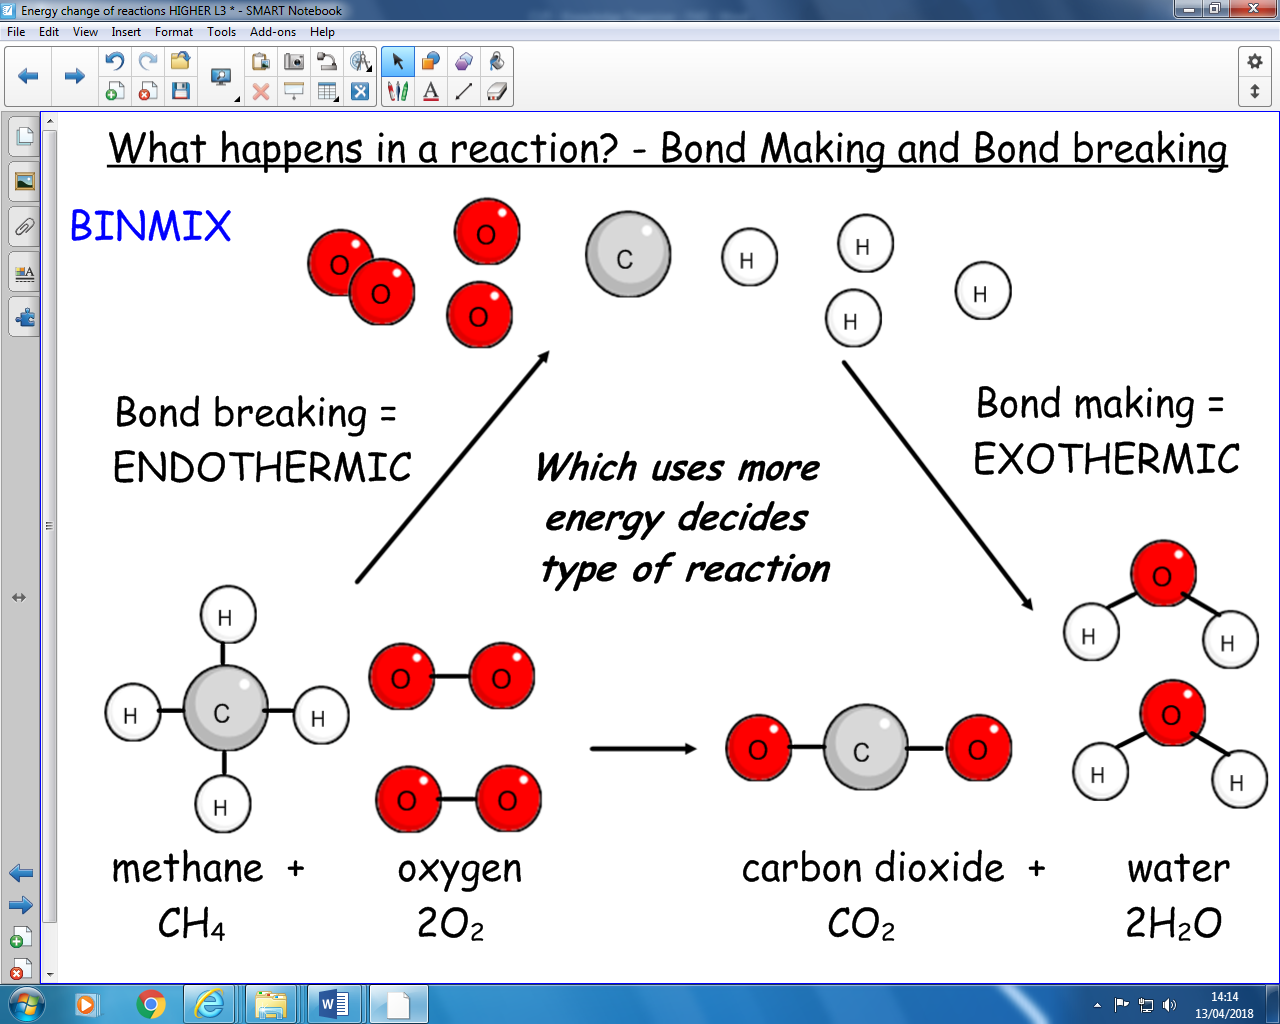 Energy change of reactions HIGHER L3 * - SMART Notebook
File Edit View Insert Format Tools Add-ons Help
What happens in a reaction? - Bond Making and Bond breaking
BINMIX
O O O O C H H H H
Bond breaking =
ENDOTHERMIC
Which uses more
energy decides
type of reaction
Bond making =
EXOTHERMIC
H
H C H
H
O O
O O
O C O
O
H H
O
H H
methane + oxygen carbon dioxide + water
CH₄ 2O₂ CO₂ 2H₂O
14:14
13/04/2018